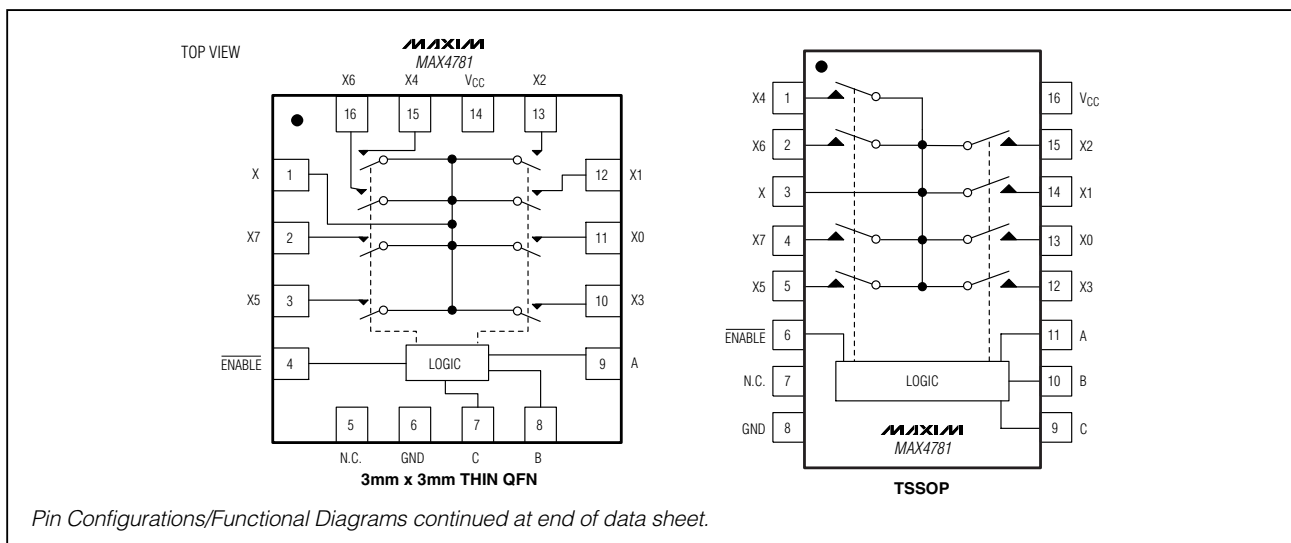 TOP VIEW
MAXIM
MAX4781
X6 X4 VCC X2
16 15 14 13
X 1 12 X1
X7 2 11 X0
X5 3 10 X3
ENABLE 4 LOGIC 9 A
5 6 7 8
N.C. GND C B
3mm x 3mm THIN QFN
X4 1 16 VCC
X6 2 15 X2
X 3 14 X1
X7 4 13 X0
X5 5 12 X3
ENABLE 6 11 A
N.C. 7 LOGIC 10 B
GND 8 9 C
MAXIM
MAX4781
TSSOP
Pin Configurations/Functional Diagrams continued at end of data sheet.